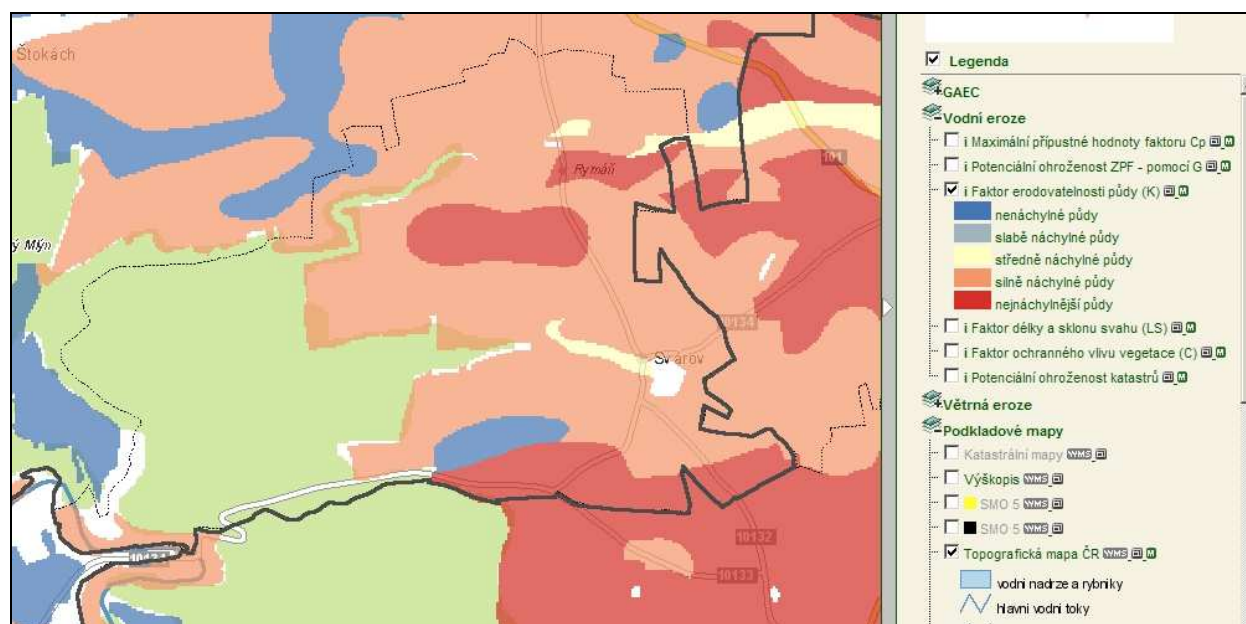 Štokách
101
Rymáň
ý Mýn
10134
Svárov
10132
10133
Legenda
GAEC
Vodní eroze
i Maximální přípustné hodnoty faktoru Cp M
i Potenciální ohroženost ZPF - pomocí G M
i Faktor erodovatelnosti půdy (K) M
nenáchylné půdy
slabě náchylné půdy
středně náchylné půdy
silně náchylné půdy
nejnáchylnější půdy
i Faktor délky a sklonu svahu (LS) M
i Faktor ochranného vlivu vegetace (C) M
i Potenciální ohroženost katastrů M
Větrná eroze
Podkladové mapy
Katastrální mapy WMS
Výškopis WMS
SMO 5 WMS
SMO 5 WMS
Topografická mapa ČR WMS M
vodni nadrze a rybniky
hlavni vodni toky